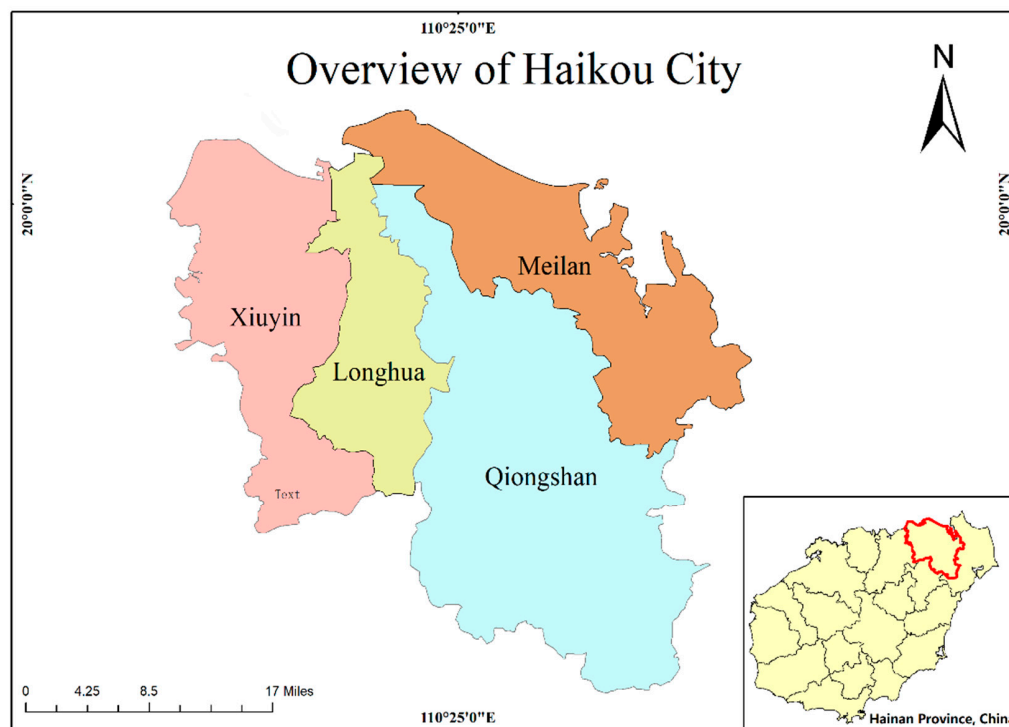 110°25'0"E
Overview of Haikou City
N
20°0'0"N
20°0'0"N
Meilan
Xiuyin
Longhua
Qiongshan
Text
0 4.25 8.5 17 Miles
110°25'0"E
Hainan Province, China